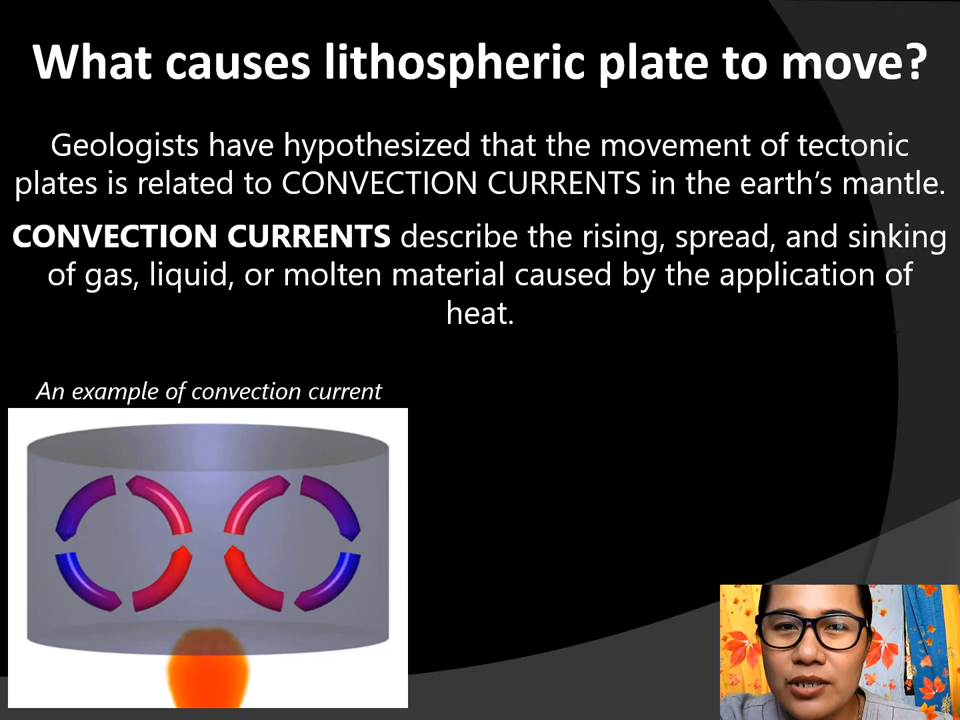 What causes lithospheric plate to move?
Geologists have hypothesized that the movement of tectonic
plates is related to CONVECTION CURRENTS in the earth's mantle.
CONVECTION CURRENTS describe the rising, spread, and sinking
of gas, liquid, or molten material caused by the application of
heat.
An example of convection current